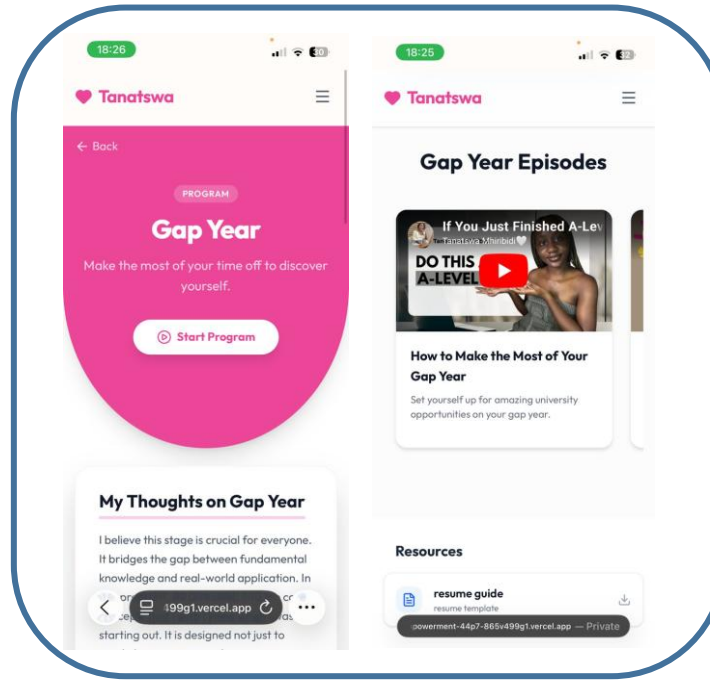 18:26
30
Tanatswa
← Back
PROGRAM
Gap Year
Make the most of your time off to discover
yourself.
Start Program
My Thoughts on Gap Year
I believe this stage is crucial for everyone.
It bridges the gap between fundamental
knowledge and real-world application. In
499g1.vercel.app
starting out. It is designed not just to
18:25
32
Tanatswa
Gap Year Episodes
If You Just Finished A-Lev
Tanatswa Mhiribidi
DO THIS
A-LEVEL
How to Make the Most of Your
Gap Year
Set yourself up for amazing university
opportunities on your gap year.
Resources
resume guide
resume template
powerment-44p7-865v499g1.vercel.app — Private